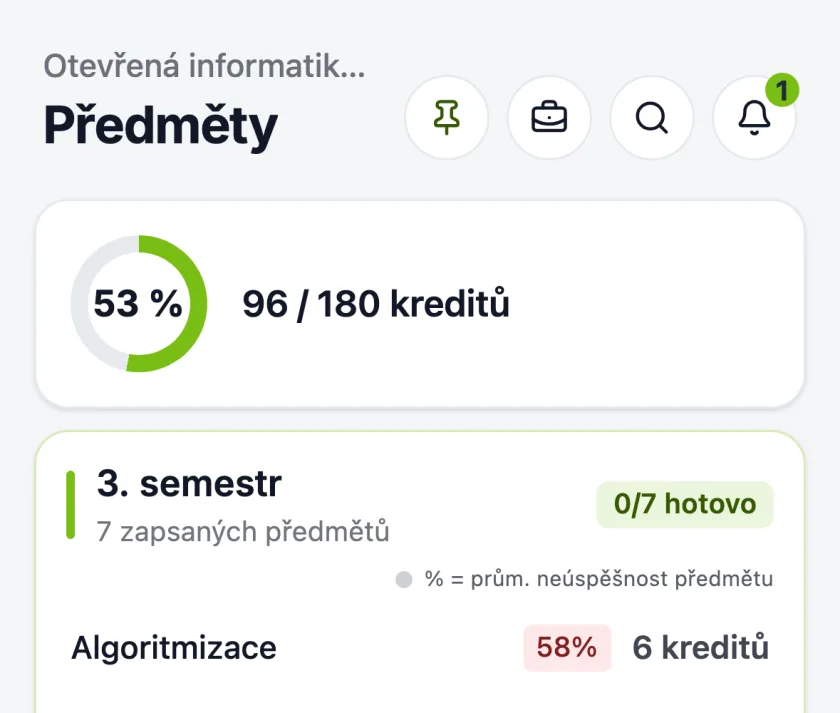 Otevřená informatik...
Předměty
1
53 %
96 / 180 kreditů
3. semestr
0/7 hotovo
7 zapsaných předmětů
% = prům. neúspěšnost předmětu
Algoritmizace 58% 6 kreditů